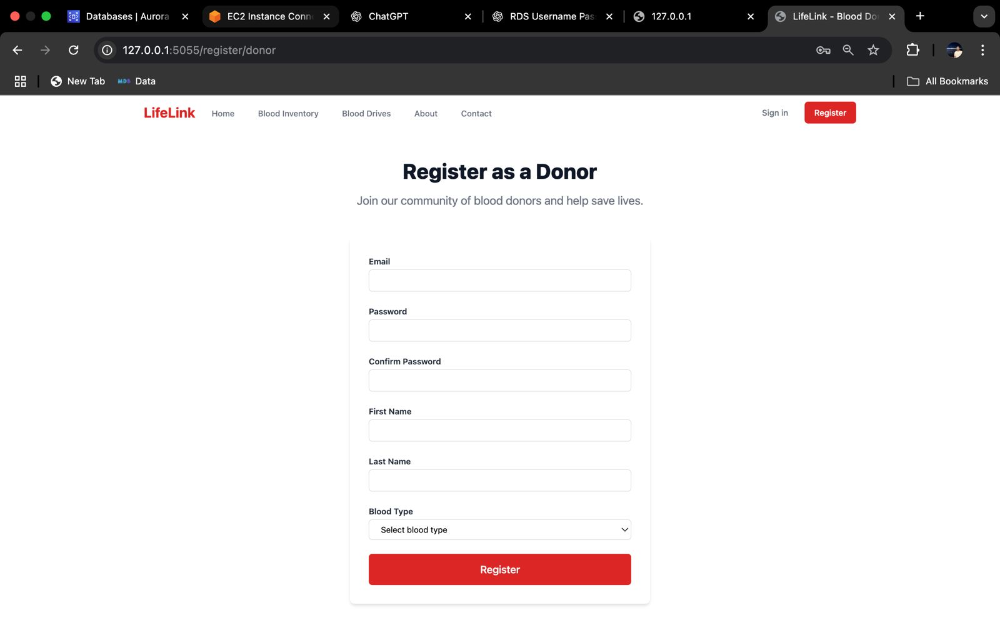 Databases | Aurora
EC2 Instance Conn
ChatGPT
RDS Username Pas
127.0.0.1
LifeLink - Blood Do
127.0.0.1:5055/register/donor
New Tab
MDB Data
All Bookmarks
LifeLink Home Blood Inventory Blood Drives About Contact Sign in Register
Register as a Donor
Join our community of blood donors and help save lives.
Email
Password
Confirm Password
First Name
Last Name
Blood Type
Select blood type
Register